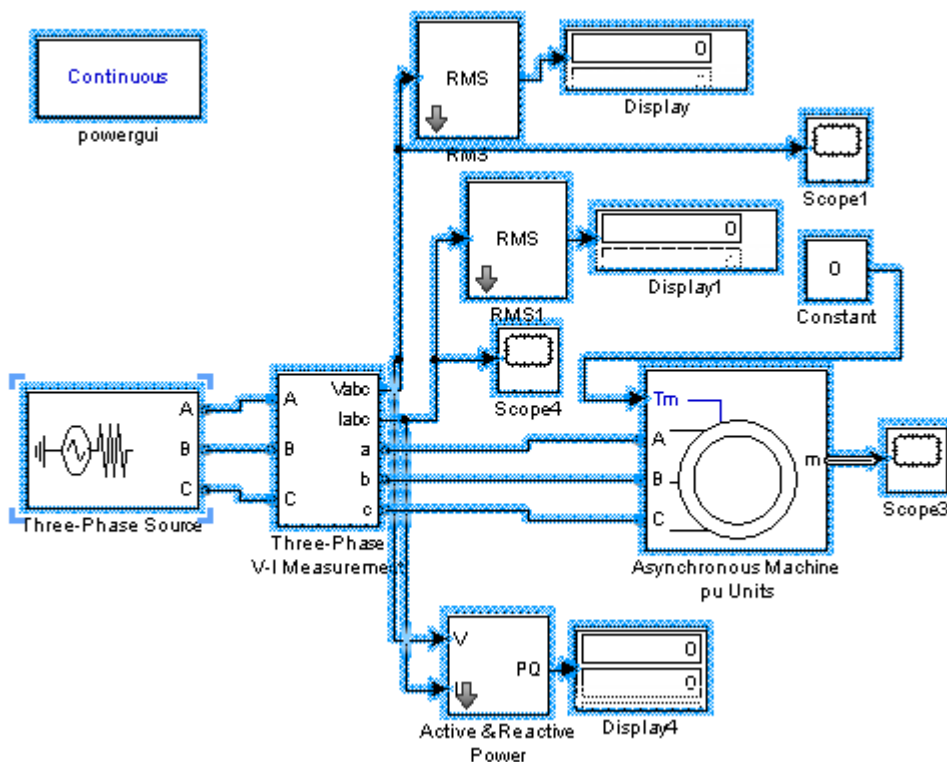 Continuous
powergui
RMS
RMS
0
Display
Scope1
RMS
RMS1
0
Display1
0
Constant
Scope4
A
B
C
Three-Phase Source
A
B
C
Vabc
Iabc
a
b
c
Three-Phase
V-I Measurement
Tm
A
B
C
m
Asynchronous Machine
pu Units
Scope3
V
I
PQ
Active & Reactive
Power
0
0
Display4